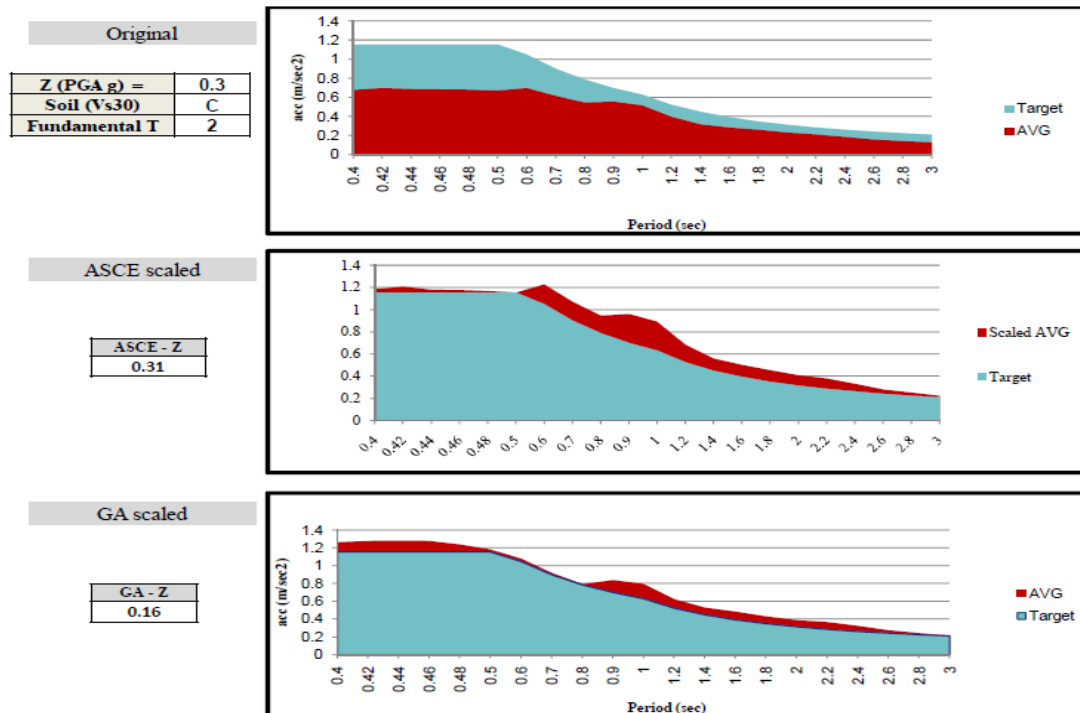 Original
Z (PGA g) = 0.3
Soil (Vs30) C
Fundamental T 2
acc (m/sec2)
1.4
1.2
1
0.8
0.6
0.4
0.2
0
0.4 0.42 0.44 0.46 0.48 0.5 0.6 0.7 0.8 0.9 1 1.2 1.4 1.6 1.8 2 2.2 2.4 2.6 2.8 3
Period (sec)
Target
AVG
ASCE scaled
ASCE - Z
0.31
1.4
1.2
1
0.8
0.6
0.4
0.2
0
0.4 0.42 0.44 0.46 0.48 0.5 0.6 0.7 0.8 0.9 1 1.2 1.4 1.6 1.8 2 2.2 2.4 2.6 2.8 3
Scaled AVG
Target
GA scaled
GA - Z
0.16
acc (m/sec2)
1.4
1.2
1
0.8
0.6
0.4
0.2
0
0.4 0.42 0.44 0.46 0.48 0.5 0.6 0.7 0.8 0.9 1 1.2 1.4 1.6 1.8 2 2.2 2.4 2.6 2.8 3
Period (sec)
AVG
Target